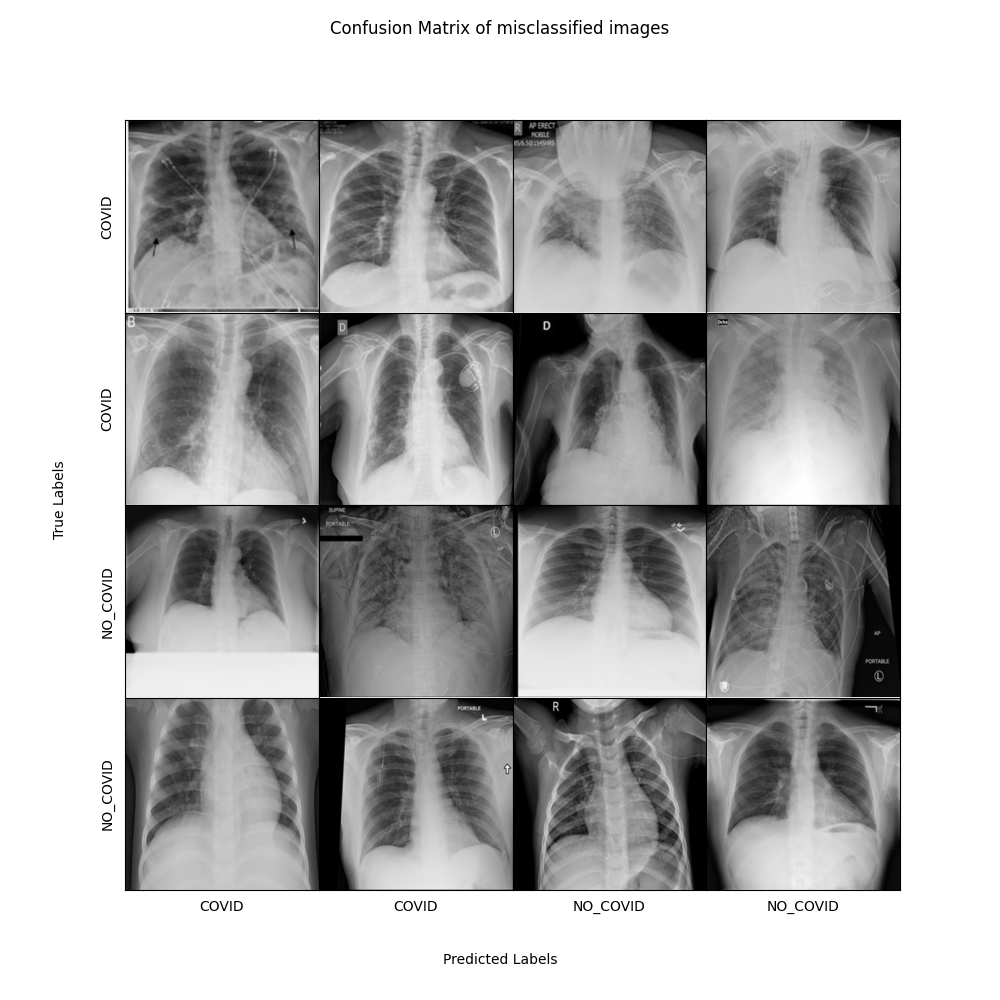 Confusion Matrix of misclassified images
COVID
R
AP ERECT
MOBILE
COVID
D
D
True Labels
NO_COVID
SUPINE
PORTABLE
L
AP
AP
PORTABLE
L
NO_COVID
PORTABLE
L
R
COVID
COVID
NO_COVID
NO_COVID
Predicted Labels